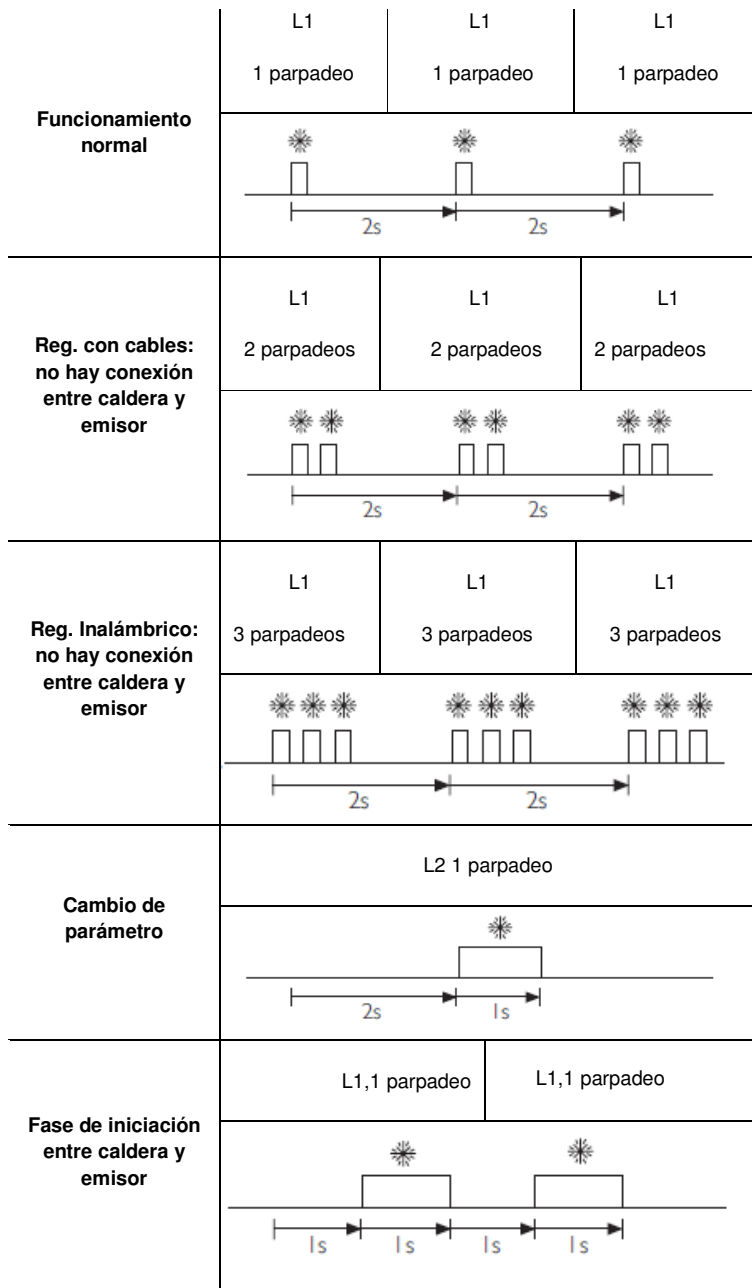 L1 L1 L1
1 parpadeo 1 parpadeo 1 parpadeo
Funcionamiento
normal
2s 2s
L1 L1 L1
2 parpadeos 2 parpadeos 2 parpadeos
Reg. con cables:
no hay conexión
entre caldera y
emisor
2s 2s
L1 L1 L1
3 parpadeos 3 parpadeos 3 parpadeos
Reg. Inalámbrico:
no hay conexión
entre caldera y
emisor
2s 2s
L2 1 parpadeo
Cambio de
parámetro
2s 1s
L1,1 parpadeo L1,1 parpadeo
Fase de iniciación
entre caldera y
emisor
1s 1s 1s 1s